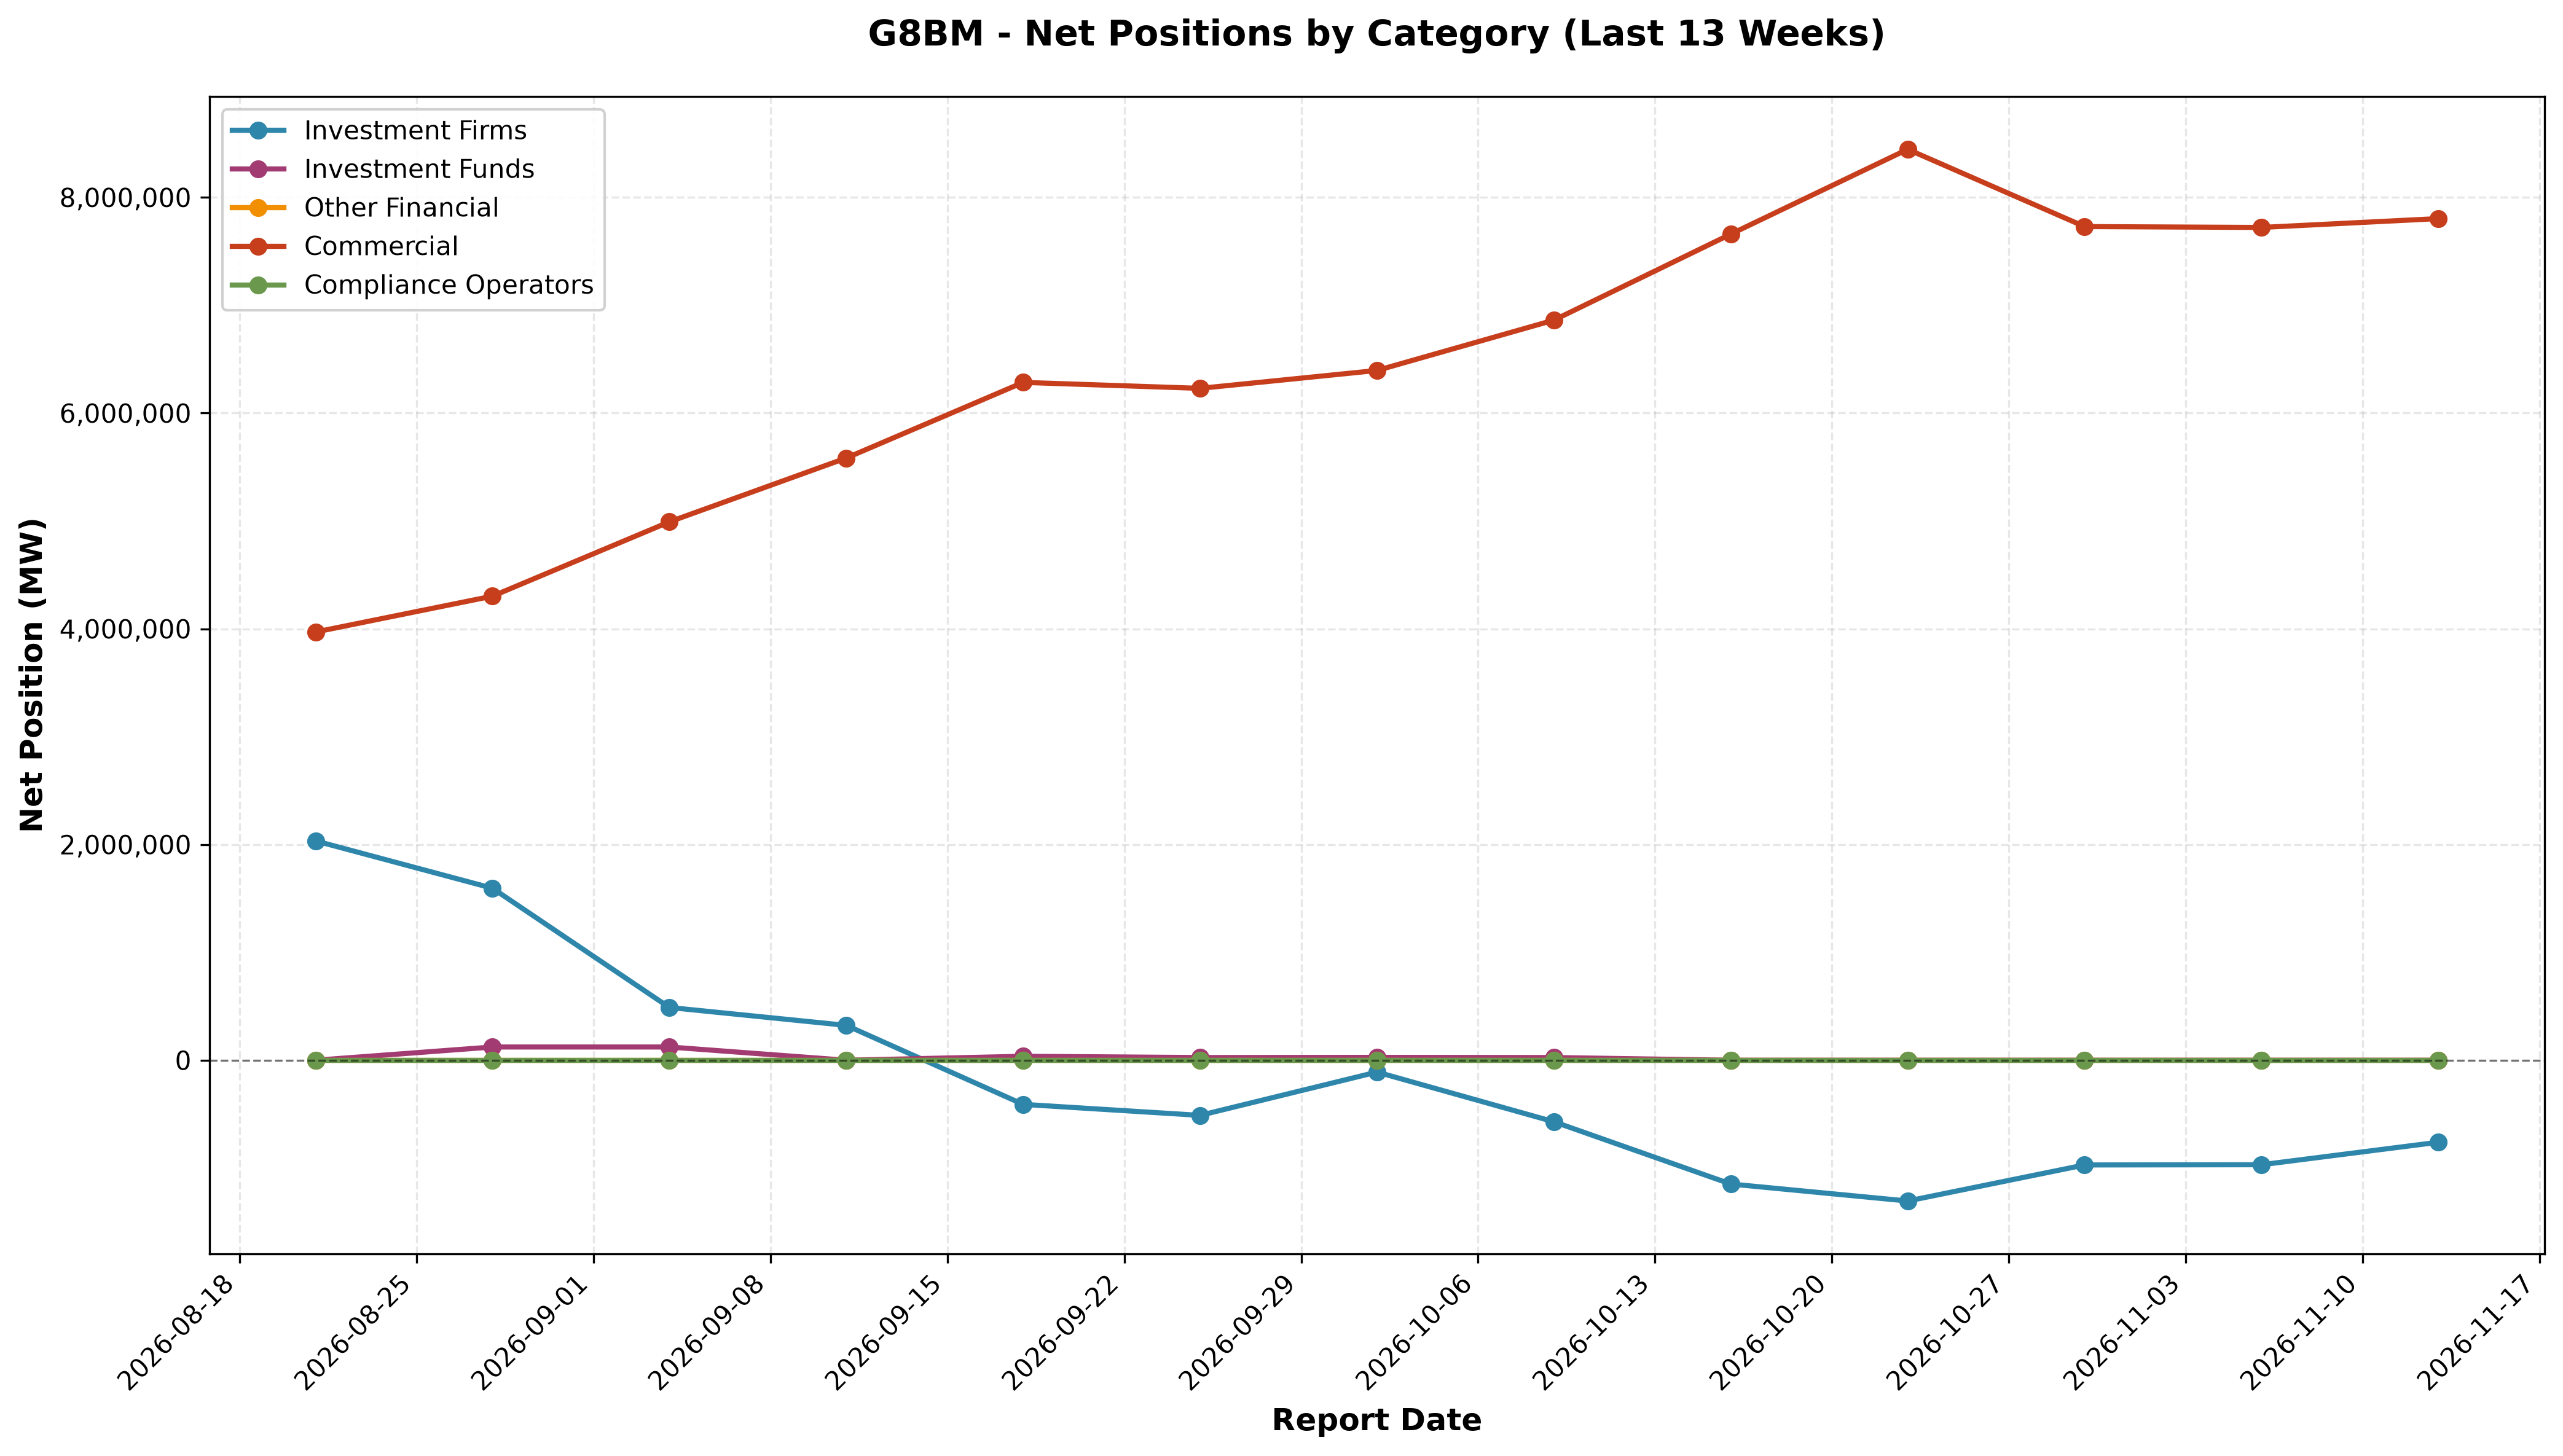 G8BM - Net Positions by Category (Last 13 Weeks)
Investment Firms
Investment Funds
Other Financial
Commercial
Compliance Operators
Net Position (MW)
8,000,000
6,000,000
4,000,000
2,000,000
0
2026-08-18
2026-08-25
2026-09-01
2026-09-08
2026-09-15
2026-09-22
2026-09-29
2026-10-06
2026-10-13
2026-10-20
2026-10-27
2026-11-03
2026-11-10
2026-11-17
Report Date